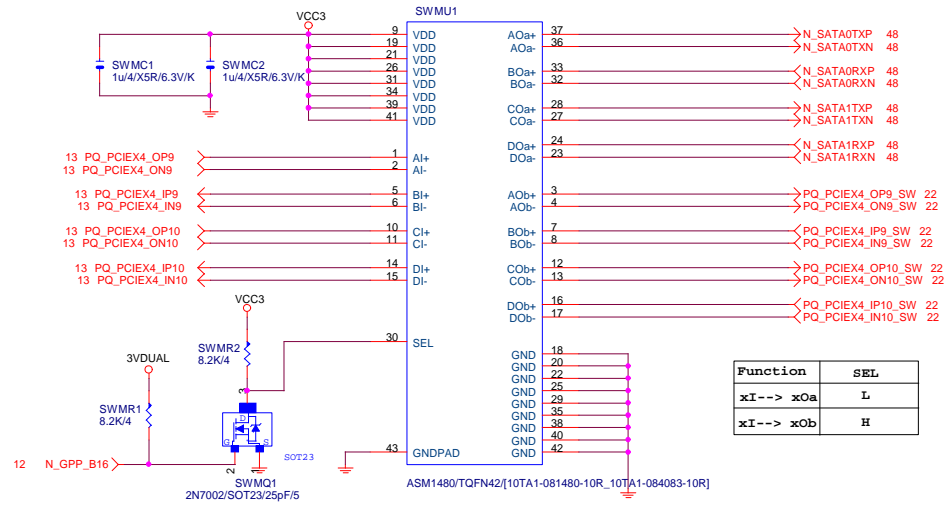 VCC3
SWMU1
SWMC1
1u/4/X5R/6.3V/K
SWMC2
1u/4/X5R/6.3V/K
9 VDD
19 VDD
21 VDD
26 VDD
31 VDD
34 VDD
39 VDD
41 VDD
13 PQ_PCIEX4_OP9 1 AI+
13 PQ_PCIEX4_ON9 2 AI-
13 PQ_PCIEX4_IP9 5 BI+
13 PQ_PCIEX4_IN9 6 BI-
13 PQ_PCIEX4_OP10 10 CI+
13 PQ_PCIEX4_ON10 11 CI-
13 PQ_PCIEX4_IP10 14 DI+
13 PQ_PCIEX4_IN10 15 DI-
AOa+ 37 N_SATA0TXP 48
AOa- 36 N_SATA0TXN 48
BOa+ 33 N_SATA0RXP 48
BOa- 32 N_SATA0RXN 48
COa+ 28 N_SATA1TXP 48
COa- 27 N_SATA1TXN 48
DOa+ 24 N_SATA1RXP 48
DOa- 23 N_SATA1RXN 48
AOb+ 3 PQ_PCIEX4_OP9_SW 22
AOb- 4 PQ_PCIEX4_ON9_SW 22
BOb+ 7 PQ_PCIEX4_IP9_SW 22
BOb- 8 PQ_PCIEX4_IN9_SW 22
COb+ 12 PQ_PCIEX4_OP10_SW 22
COb- 13 PQ_PCIEX4_ON10_SW 22
DOb+ 16 PQ_PCIEX4_IP10_SW 22
DOb- 17 PQ_PCIEX4_IN10_SW 22
VCC3
SWMR2
8.2K/4
30 SEL
3VDUAL
SWMR1
8.2K/4
3
D
G S
SOT23
12 N_GPP_B16
2
1
SWMQ1
2N7002/SOT23/25pF/5
43 GNDPAD
GND 18
GND 20
GND 22
GND 25
GND 29
GND 35
GND 38
GND 40
GND 42
ASM1480/TQFN42/[10TA1-081480-10R_10TA1-084083-10R]
Function SEL
xI--> xOa L
xI--> xOb H